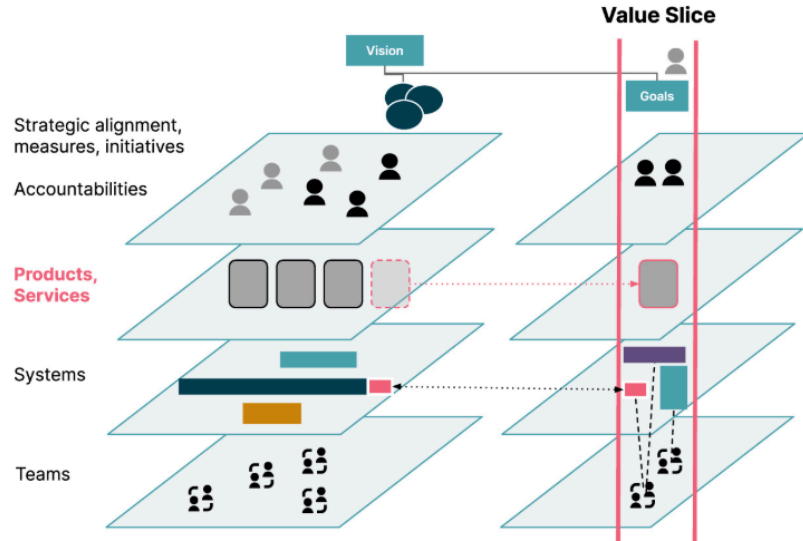 Value Slice
Vision
Goals
Strategic alignment,
measures, initiatives
Accountabilities
Products,
Services
Systems
Teams